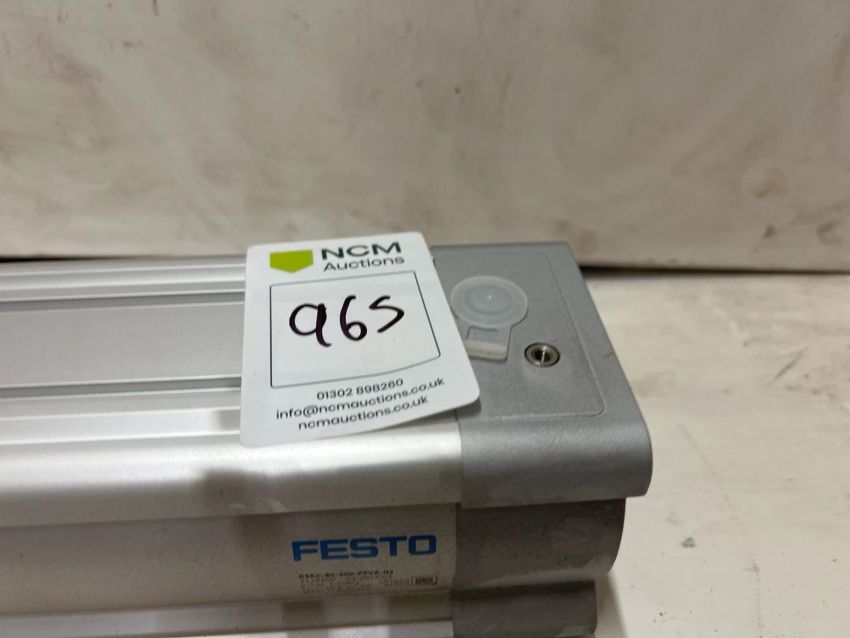 NCM
Auctions
965
01302 898260
info@ncmauctions.co.uk
ncmauctions.co.uk
FESTO